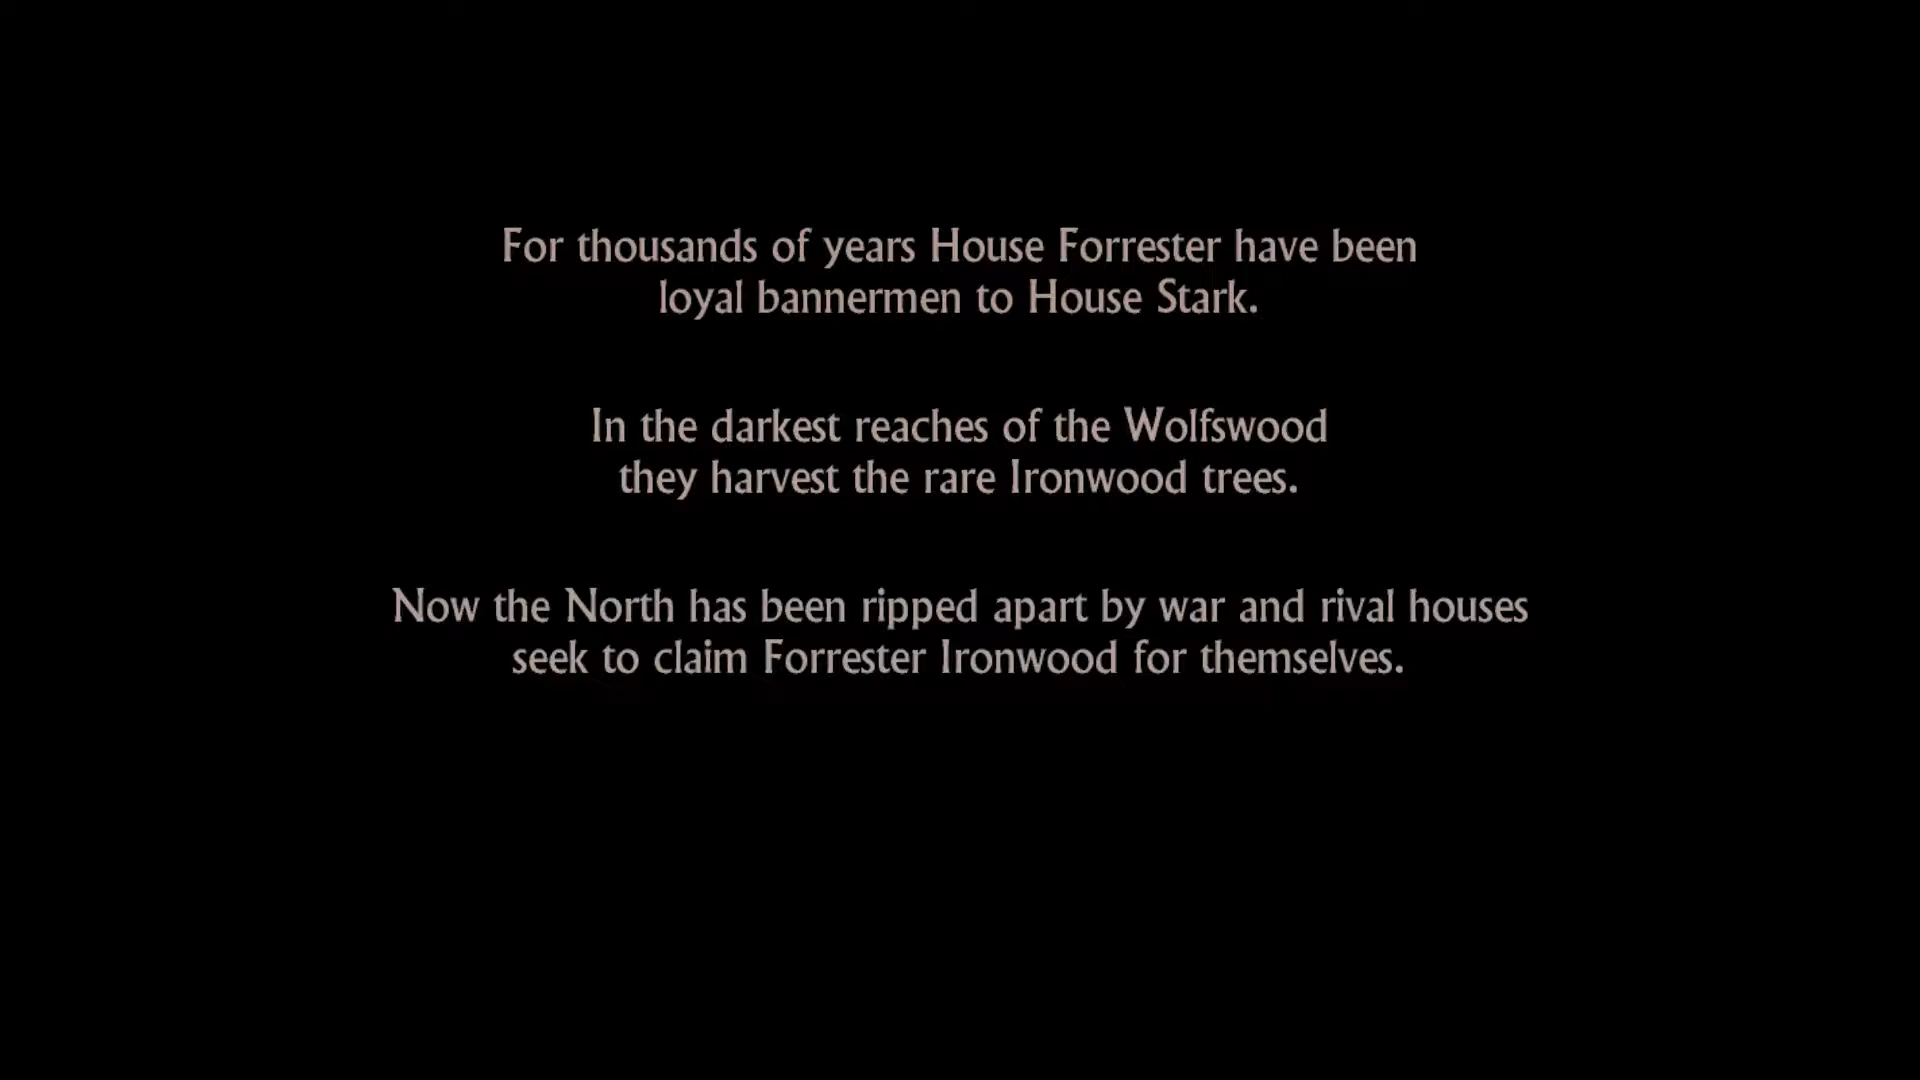 For thousands of years House Forrester have been
loyal bannermen to House Stark.
In the darkest reaches of the Wolfswood
they harvest the rare Ironwood trees.
Now the North has been ripped apart by war and rival houses
seek to claim Forrester Ironwood for themselves.